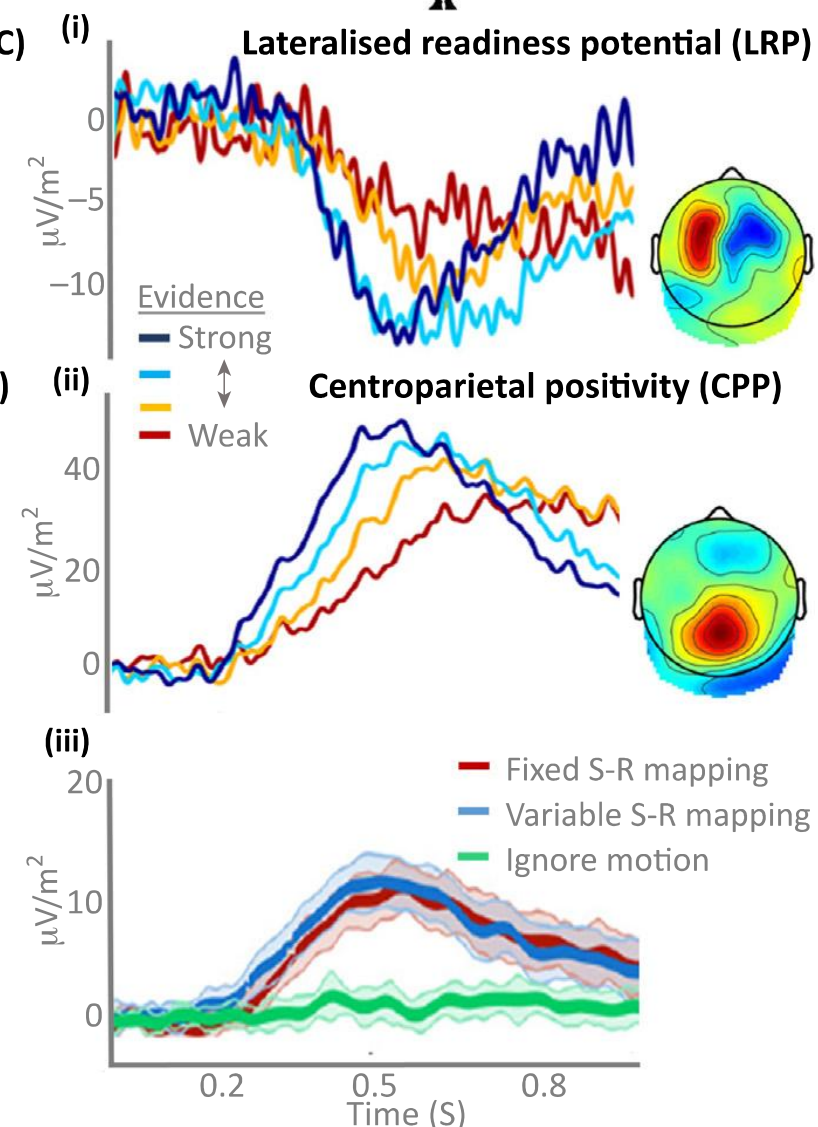 C)
(i)
Lateralised readiness potential (LRP)
0
–5
–10
µV/m²
Evidence
Strong
Weak
)
(ii)
Centroparietal positivity (CPP)
40
20
0
µV/m²
(iii)
20
10
0
µV/m²
Fixed S-R mapping
Variable S-R mapping
Ignore motion
0.2 0.5 0.8
Time (S)